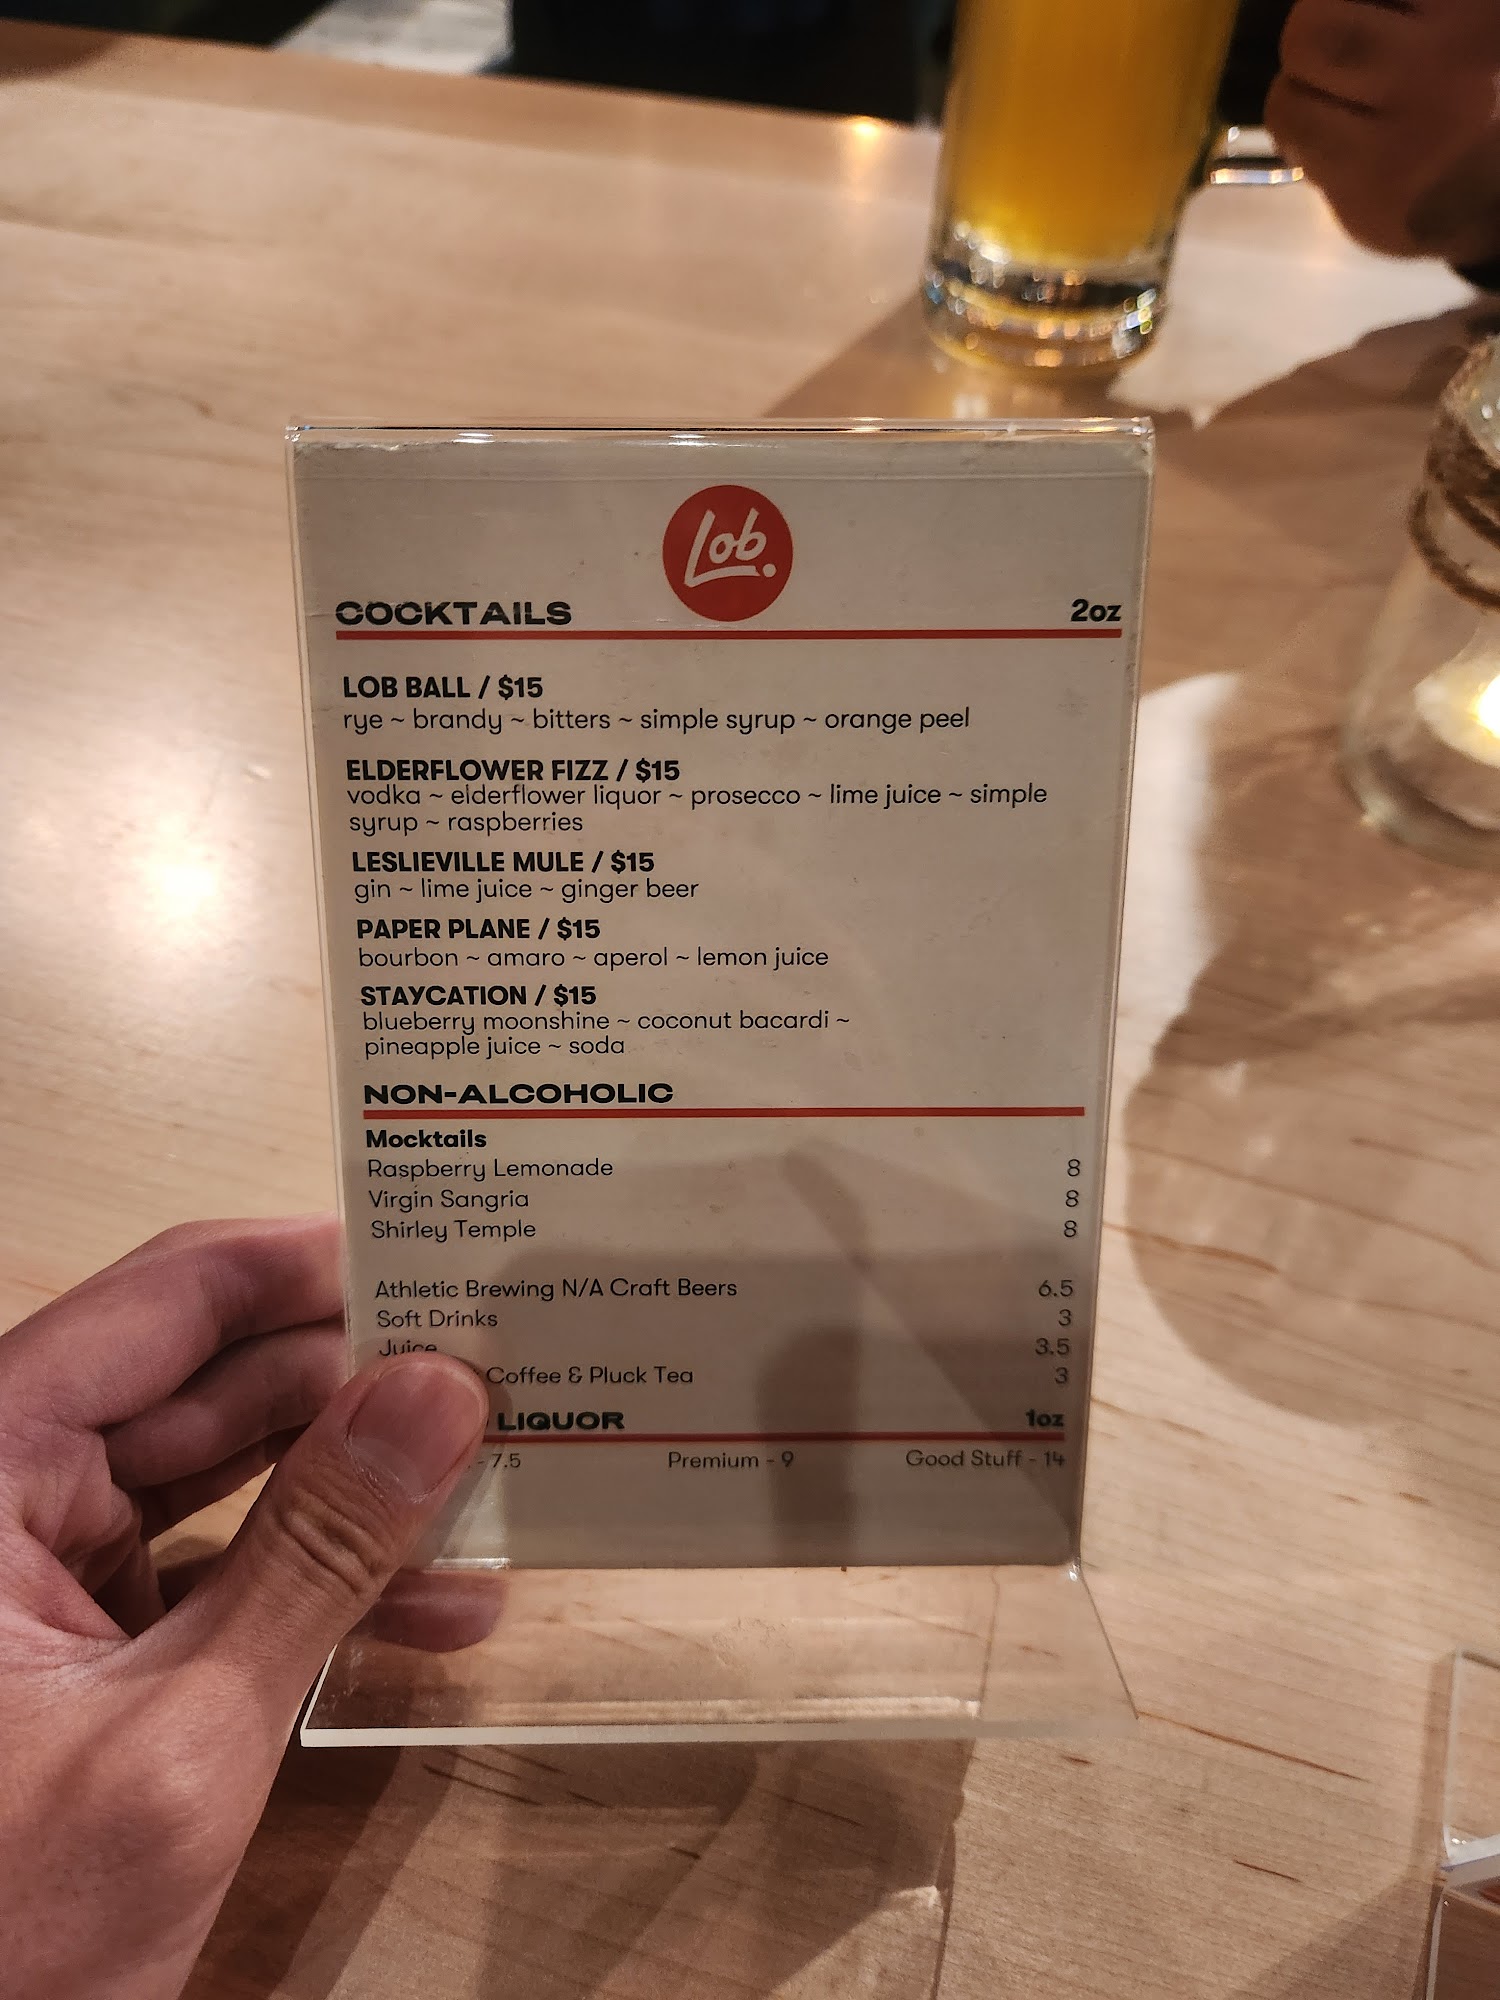 Lob.
COCKTAILS 2oz
LOB BALL / $15
rye ~ brandy ~ bitters ~ simple syrup ~ orange peel
ELDERFLOWER FIZZ / $15
vodka ~ elderflower liquor ~ prosecco ~ lime juice ~ simple
syrup ~ raspberries
LESLIEVILLE MULE / $15
gin ~ lime juice ~ ginger beer
PAPER PLANE / $15
bourbon ~ amaro ~ aperol ~ lemon juice
STAYCATION / $15
blueberry moonshine ~ coconut bacardi ~
pineapple juice ~ soda
NON-ALCOHOLIC
Mocktails
Raspberry Lemonade 8
Virgin Sangria 8
Shirley Temple 8
Athletic Brewing N/A Craft Beers 6.5
Soft Drinks 3
Juice 3.5
Coffee & Pluck Tea 3
LIQUOR 1oz
- 7.5 Premium - 9 Good Stuff - 14